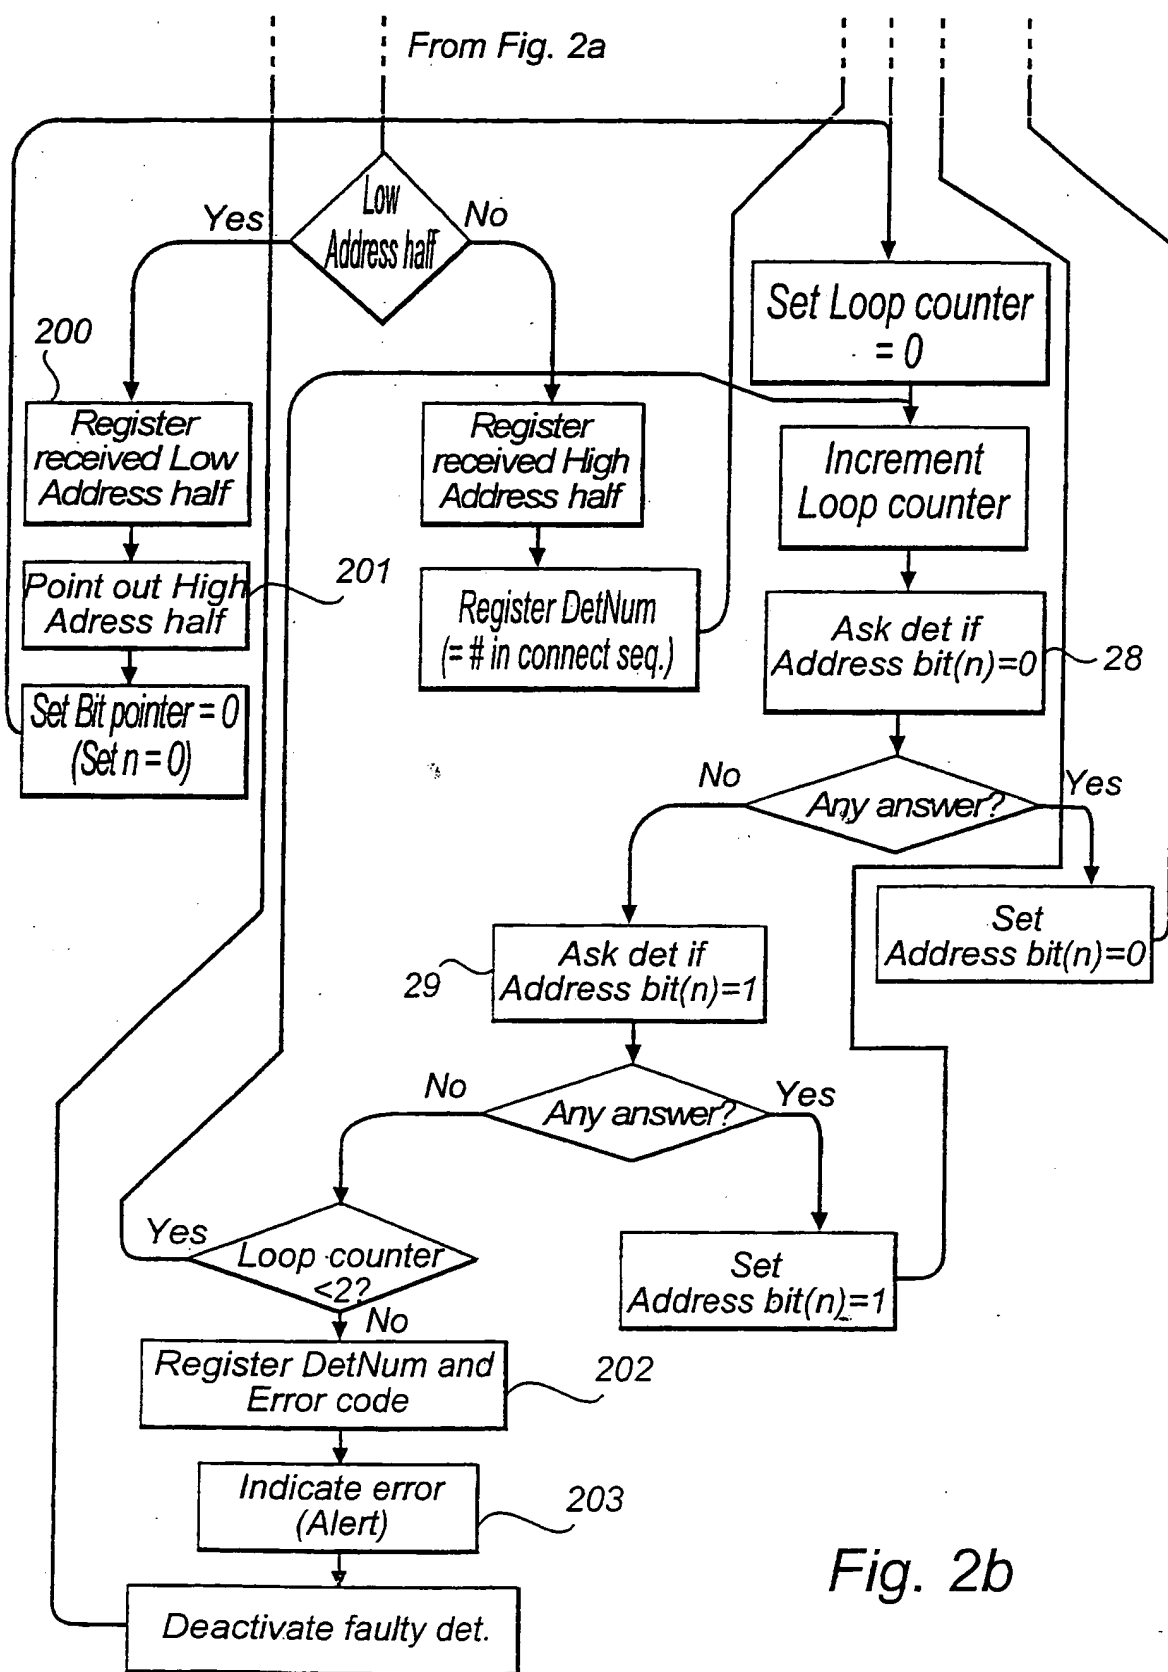 From Fig. 2a
Low
Address half
Yes
No
Set Loop counter
= 0
200
Register
received Low
Address half
Register
received High
Address half
Increment
Loop counter
Point out High
Adress half
201
Register DetNum
(= # in connect seq.)
Ask det if
Address bit(n)=0
28
Set Bit pointer = 0
(Set n = 0)
No
Any answer?
Yes
Set
Address bit(n)=0
Ask det if
Address bit(n)=1
29
No
Any answer?
Yes
Yes
Loop counter
<2?
No
Set
Address bit(n)=1
Register DetNum and
Error code
202
Indicate error
(Alert)
203
Deactivate faulty det.
Fig. 2b